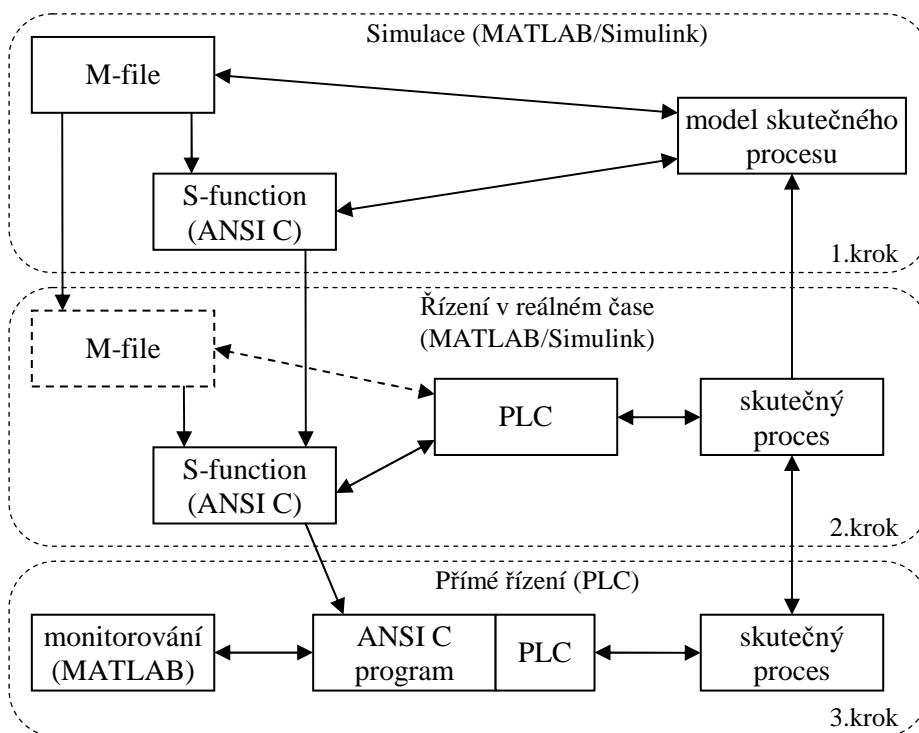 Simulace (MATLAB/Simulink)
M-file
model skutečného
procesu
S-function
(ANSI C)
1.krok
Řízení v reálném čase
(MATLAB/Simulink)
M-file
PLC
skutečný
proces
S-function
(ANSI C)
2.krok
Přímé řízení (PLC)
monitorování
(MATLAB)
ANSI C
program
PLC
skutečný
proces
3.krok